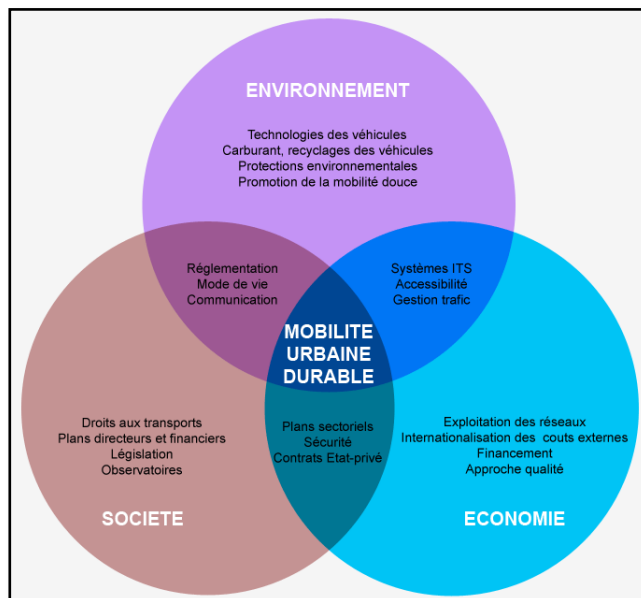 ENVIRONNEMENT
Technologies des véhicules
Carburant, recyclages des véhicules
Protections environnementales
Promotion de la mobilité douce
Réglementation
Mode de vie
Communication
Systèmes ITS
Accessibilité
Gestion trafic
MOBILITE
URBAINE
DURABLE
Droits aux transports
Plans directeurs et financiers
Législation
Observatoires
Plans sectoriels
Sécurité
Contrats Etat-privé
Exploitation des réseaux
Internationalisation des couts externes
Financement
Approche qualité
SOCIETE
ECONOMIE